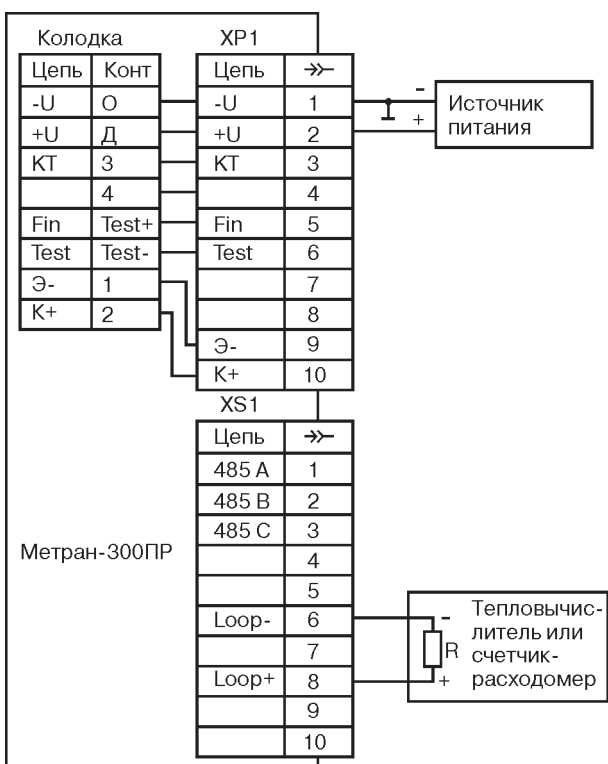 Колодка XP1
Цепь Конт Цепь
-U О -U 1 - Источник
+U Д +U 2 + питания
КТ 3 КТ 3
4 4
Fin Test+ Fin 5
Test Test- Test 6
Э- 1 7
К+ 2 8
Э- 9
К+ 10
XS1
Цепь
485 A 1
485 B 2
485 C 3
Метран-300ПР 4
5
Loop- 6
7
Loop+ 8
9
10
- Тепловычис-
литель или
R счетчик-
+ расходомер